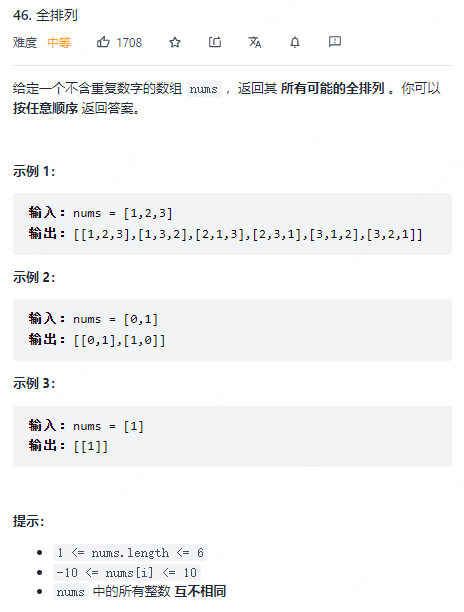 46. 全排列
难度 中等 1708
给定一个不含重复数字的数组 nums ，返回其 所有可能的全排列 。你可以
按任意顺序 返回答案。
示例 1：
输入：nums = [1,2,3]
输出：[[1,2,3],[1,3,2],[2,1,3],[2,3,1],[3,1,2],[3,2,1]]
示例 2：
输入：nums = [0,1]
输出：[[0,1],[1,0]]
示例 3：
输入：nums = [1]
输出：[[1]]
提示：
• 1 <= nums.length <= 6
• -10 <= nums[i] <= 10
• nums 中的所有整数 互不相同